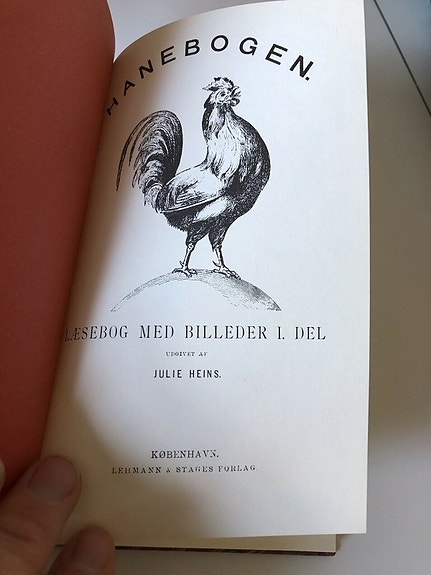 HANEBOGEN.
LÆSEBOG MED BILLEDER I. DEL
UDGIVET AF
JULIE HEINS.
KØBENHAVN.
LEHMANN & STAGES FORLAG.